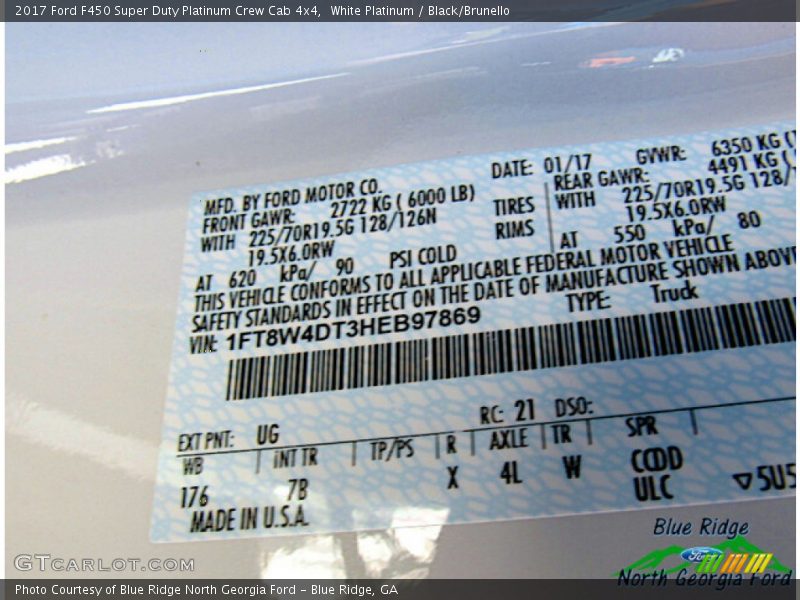 2017 Ford F450 Super Duty Platinum Crew Cab 4x4, White Platinum / Black/Brunello
MFD. BY FORD MOTOR CO. DATE: 01/17 GVWR: 6350 KG (
FRONT GAWR: 2722 KG ( 6000 LB) REAR GAWR: 4491 KG (
WITH 225/70R19.5G 128/126N TIRES WITH 225/70R19.5G 128/
19.5X6.0RW RIMS 19.5X6.0RW
AT 620 kPa/ 90 PSI COLD AT 550 kPa/ 80
THIS VEHICLE CONFORMS TO ALL APPLICABLE FEDERAL MOTOR VEHICLE
SAFETY STANDARDS IN EFFECT ON THE DATE OF MANUFACTURE SHOWN ABOVE
VIN: 1FT8W4DT3HEB97869 TYPE: Truck
EXT PNT: UG RC: 21 DSO:
WB INT TR TP/PS R AXLE TR SPR
176 7B X 4L W CCDD
ULC ▽5U5
MADE IN U.S.A.
GTcarlot.com
Blue Ridge
Ford
North Georgia Ford
Photo Courtesy of Blue Ridge North Georgia Ford – Blue Ridge, GA